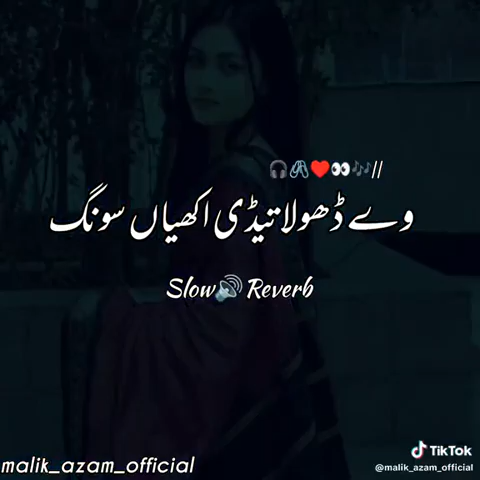 🎧🖇️♥️👀🎶//
وے ڈھولا تیڈی اکھیاں سونگ
Slow🔊Reverb
malik_azam_official
TikTok
@malik_azam_official